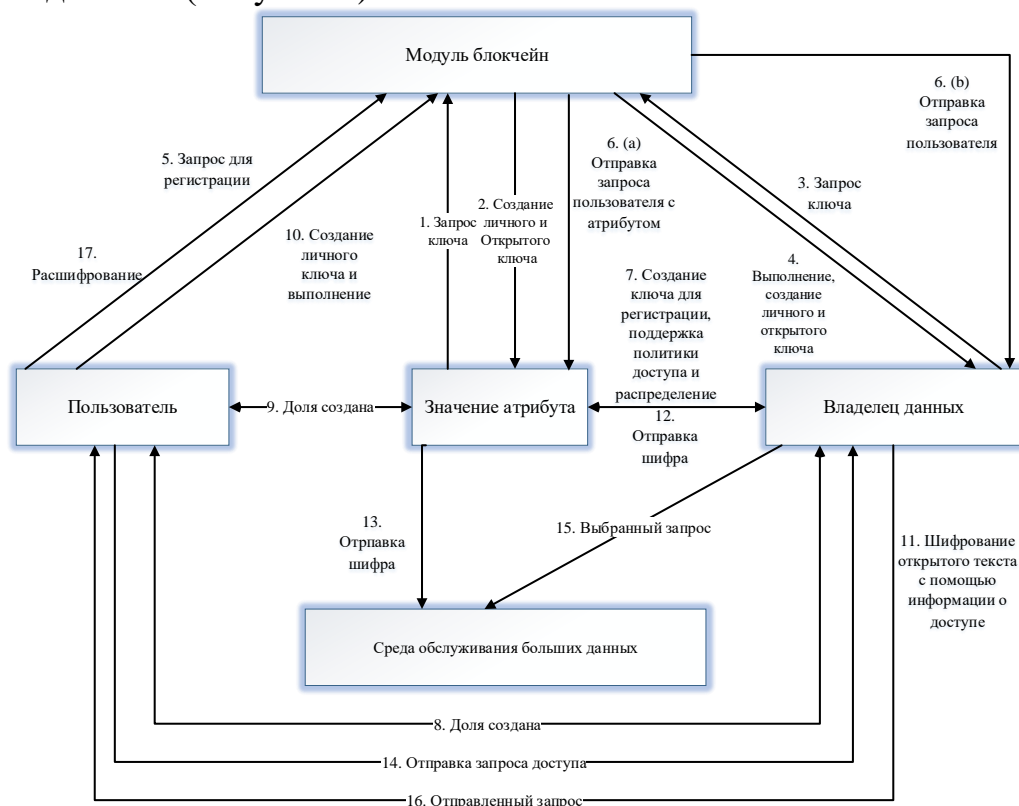 Модуль блокчейн
6. (b)
Отправка
запроса
пользователя
5. Запрос для
регистрации
6. (a)
Отправка
запроса
пользователя с
атрибутом
3. Запрос
ключа
1. Запрос
ключа
2. Создание
личного и
Открытого
ключа
10. Создание
личного
ключа и
выполнение
17.
Расшифрование
4.
Выполнение,
создание
личного и
открытого
ключа
7. Создание
ключа для
регистрации,
поддержка
политики
доступа и
распределение
Пользователь
9. Доля создана
Значение атрибута
Владелец данных
12.
Отправка
шифра
13.
Отрпавка
шифра
15. Выбранный запрос
11. Шифрование
открытого текста
с помощью
информации о
доступе
Среда обслуживания больших данных
8. Доля создана
14. Отправка запроса доступа
16. Отправленный запрос